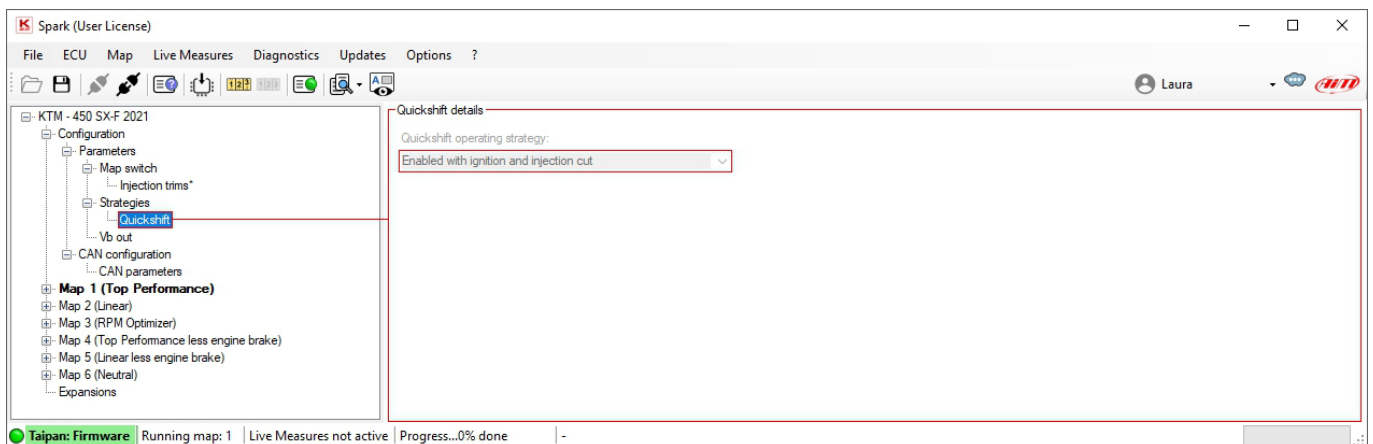 Spark (User License)
File ECU Map Live Measures Diagnostics Updates Options ?
Laura
AiM
KTM - 450 SX-F 2021
Configuration
Parameters
Map switch
Injection trims*
Strategies
Quickshift
Vb out
CAN configuration
CAN parameters
Map 1 (Top Performance)
Map 2 (Linear)
Map 3 (RPM Optimizer)
Map 4 (Top Performance less engine brake)
Map 5 (Linear less engine brake)
Map 6 (Neutral)
Expansions
Quickshift details
Quickshift operating strategy:
Enabled with ignition and injection cut
Taipan: Firmware Running map: 1 Live Measures not active Progress...0% done -